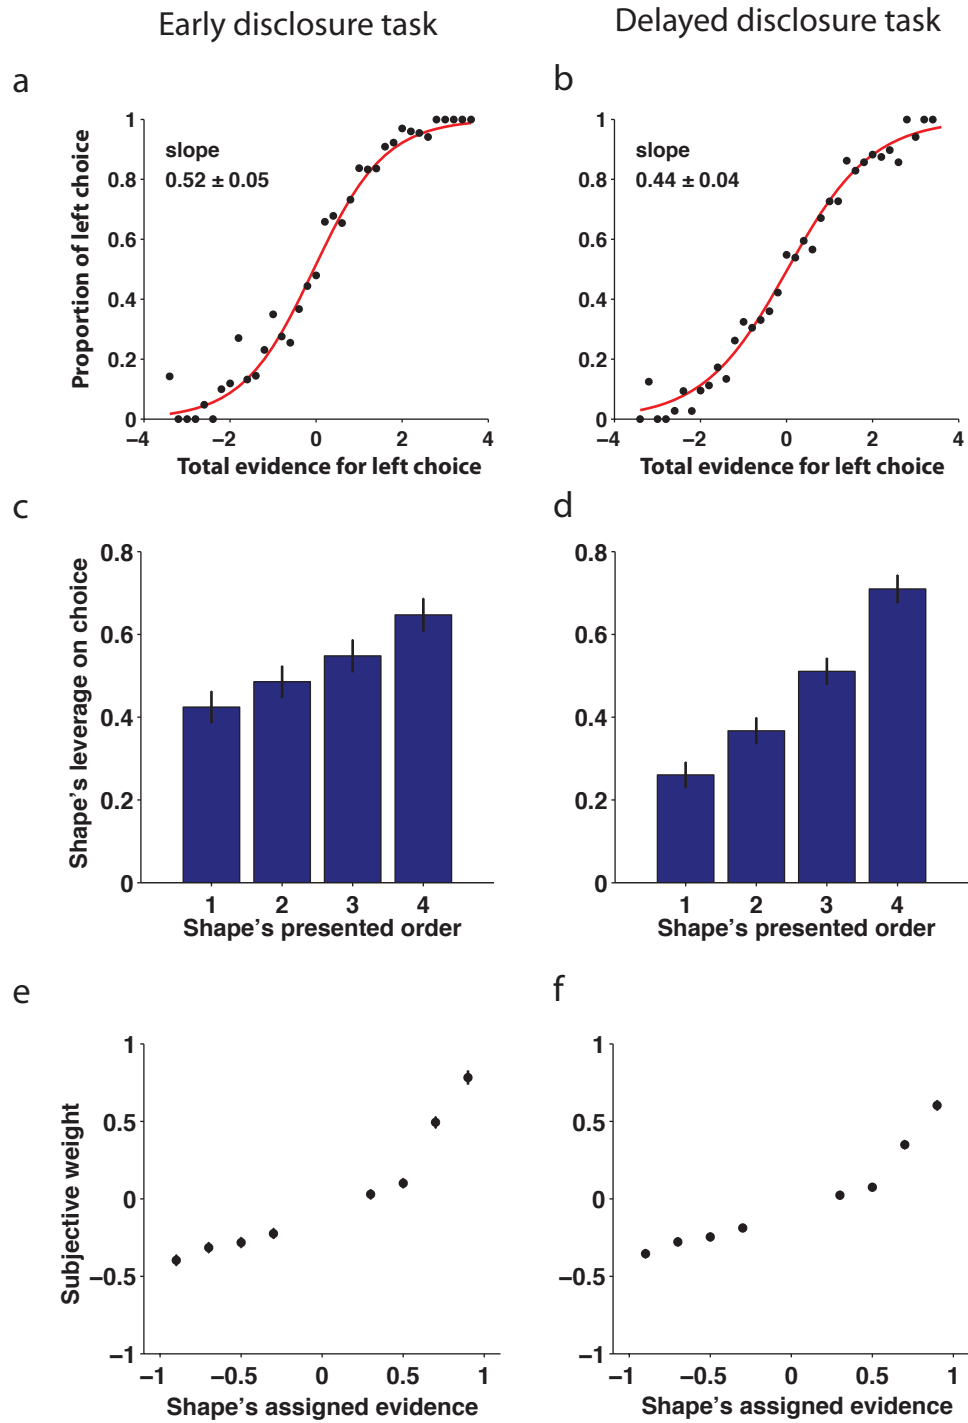 Early disclosure task
Delayed disclosure task
a
b
Proportion of left choice
1
0.8
0.6
0.4
0.2
0
slope
0.52 ± 0.05
−4
−2
0
2
4
Total evidence for left choice
1
0.8
0.6
0.4
0.2
0
slope
0.44 ± 0.04
−4
−2
0
2
4
Total evidence for left choice
c
d
Shape's leverage on choice
0.8
0.6
0.4
0.2
0
1
2
3
4
Shape's presented order
0.8
0.6
0.4
0.2
0
1
2
3
4
Shape's presented order
e
f
Subjective weight
1
0.5
0
−0.5
−1
−1
−0.5
0
0.5
1
Shape's assigned evidence
1
0.5
0
−0.5
−1
−1
−0.5
0
0.5
1
Shape's assigned evidence